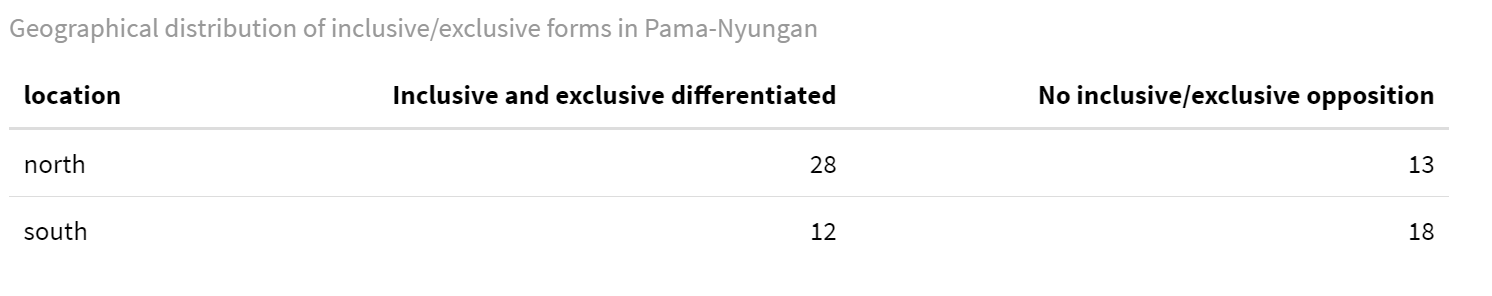 Geographical distribution of inclusive/exclusive forms in Pama-Nyungan
location Inclusive and exclusive differentiated No inclusive/exclusive opposition
north 28 13
south 12 18